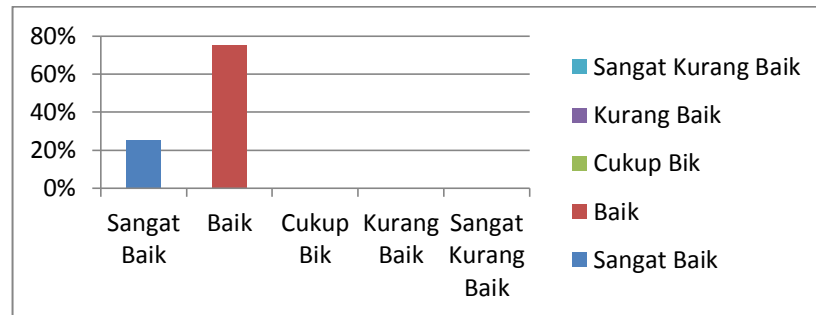 80%
60%
40%
20%
0%
Sangat
Baik
Baik
Cukup
Bik
Kurang
Baik
Sangat
Kurang
Baik
Sangat Kurang Baik
Kurang Baik
Cukup Bik
Baik
Sangat Baik